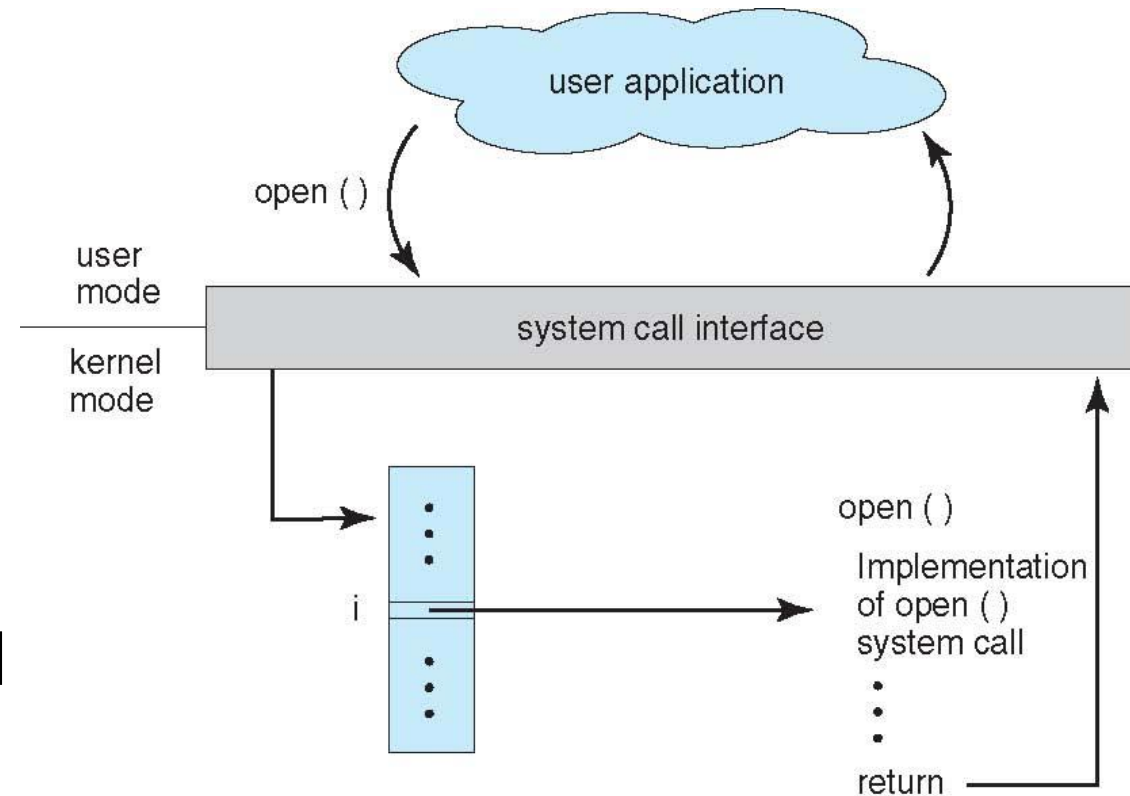 user application
open ( )
user
mode
system call interface
kernel
mode
open ( )
Implementation
of open ( )
system call
i
return